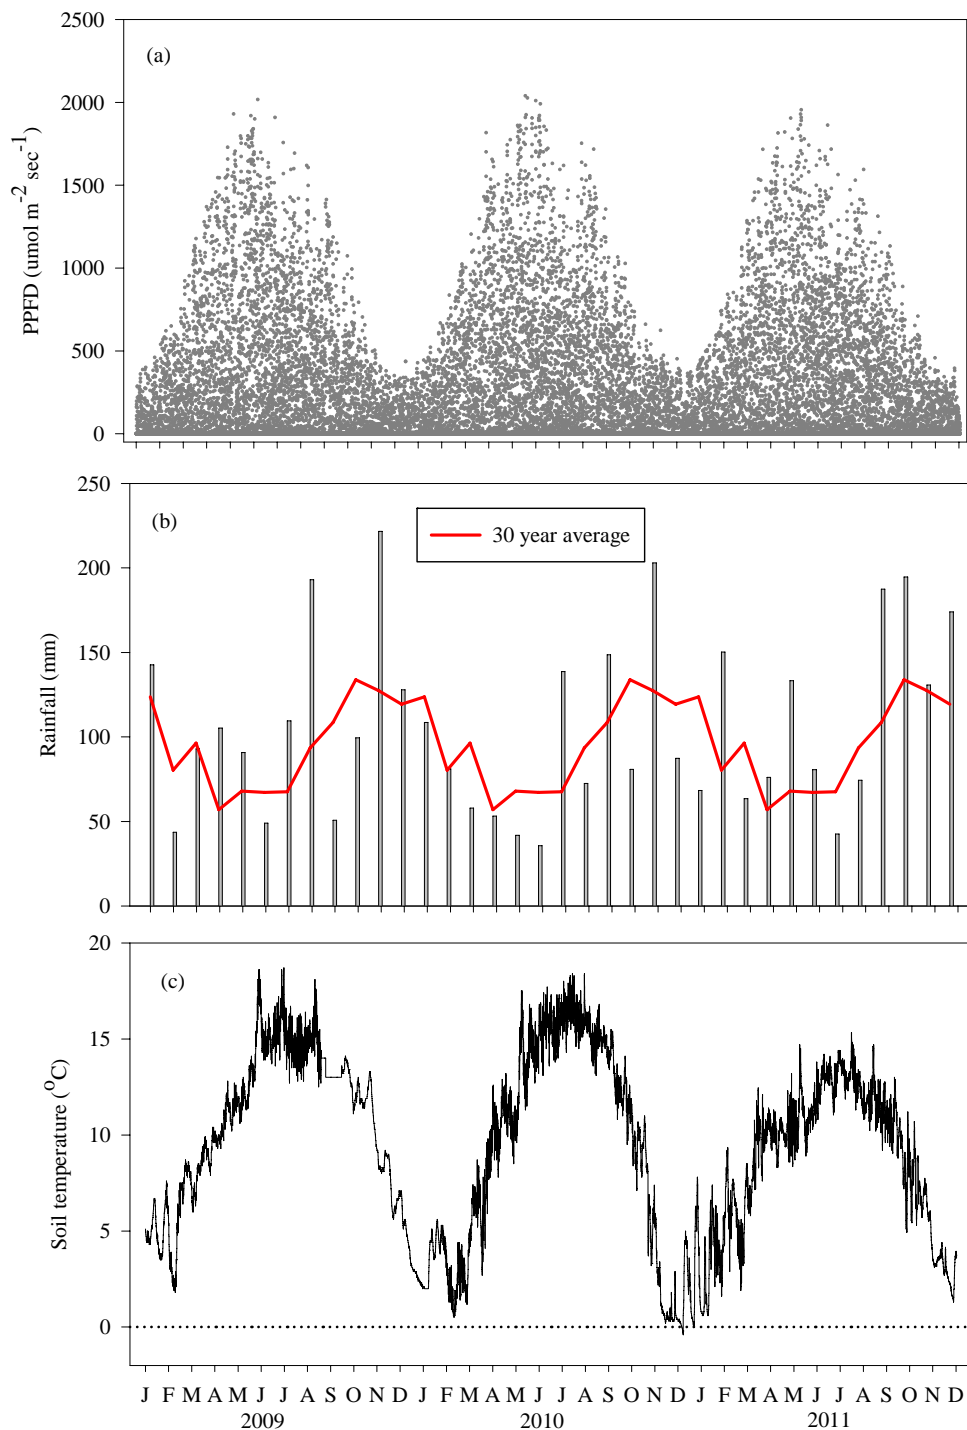 2500
(a)
2000
1500
1000
500
0
PPFD (umol m⁻² sec⁻¹)
250
(b)
30 year average
200
150
100
50
0
Rainfall (mm)
20
(c)
15
10
5
0
Soil temperature (°C)
J F M A M J J A S O N D J F M A M J J A S O N D J F M A M J J A S O N D
2009 2010 2011